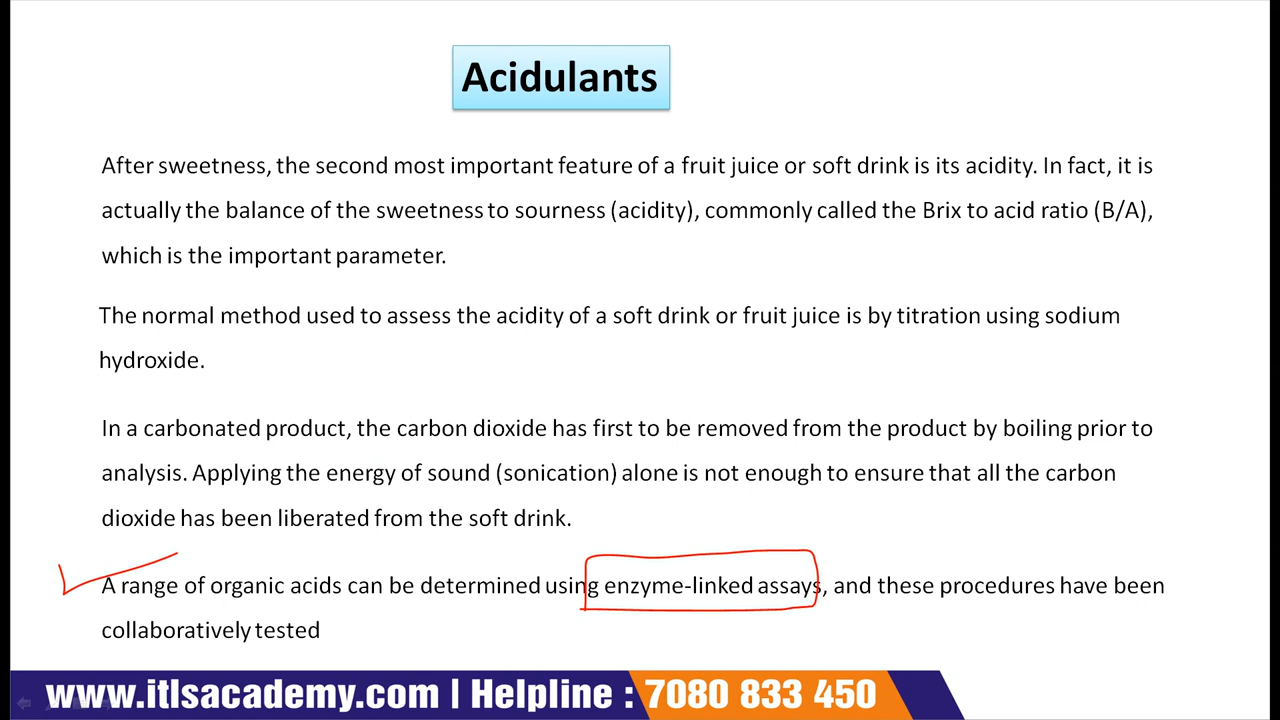 Acidulants
After sweetness, the second most important feature of a fruit juice or soft drink is its acidity. In fact, it is
actually the balance of the sweetness to sourness (acidity), commonly called the Brix to acid ratio (B/A),
which is the important parameter.
The normal method used to assess the acidity of a soft drink or fruit juice is by titration using sodium
hydroxide.
In a carbonated product, the carbon dioxide has first to be removed from the product by boiling prior to
analysis. Applying the energy of sound (sonication) alone is not enough to ensure that all the carbon
dioxide has been liberated from the soft drink.
A range of organic acids can be determined using enzyme-linked assays, and these procedures have been
collaboratively tested
www.itlsacademy.com | Helpline : 7080 833 450